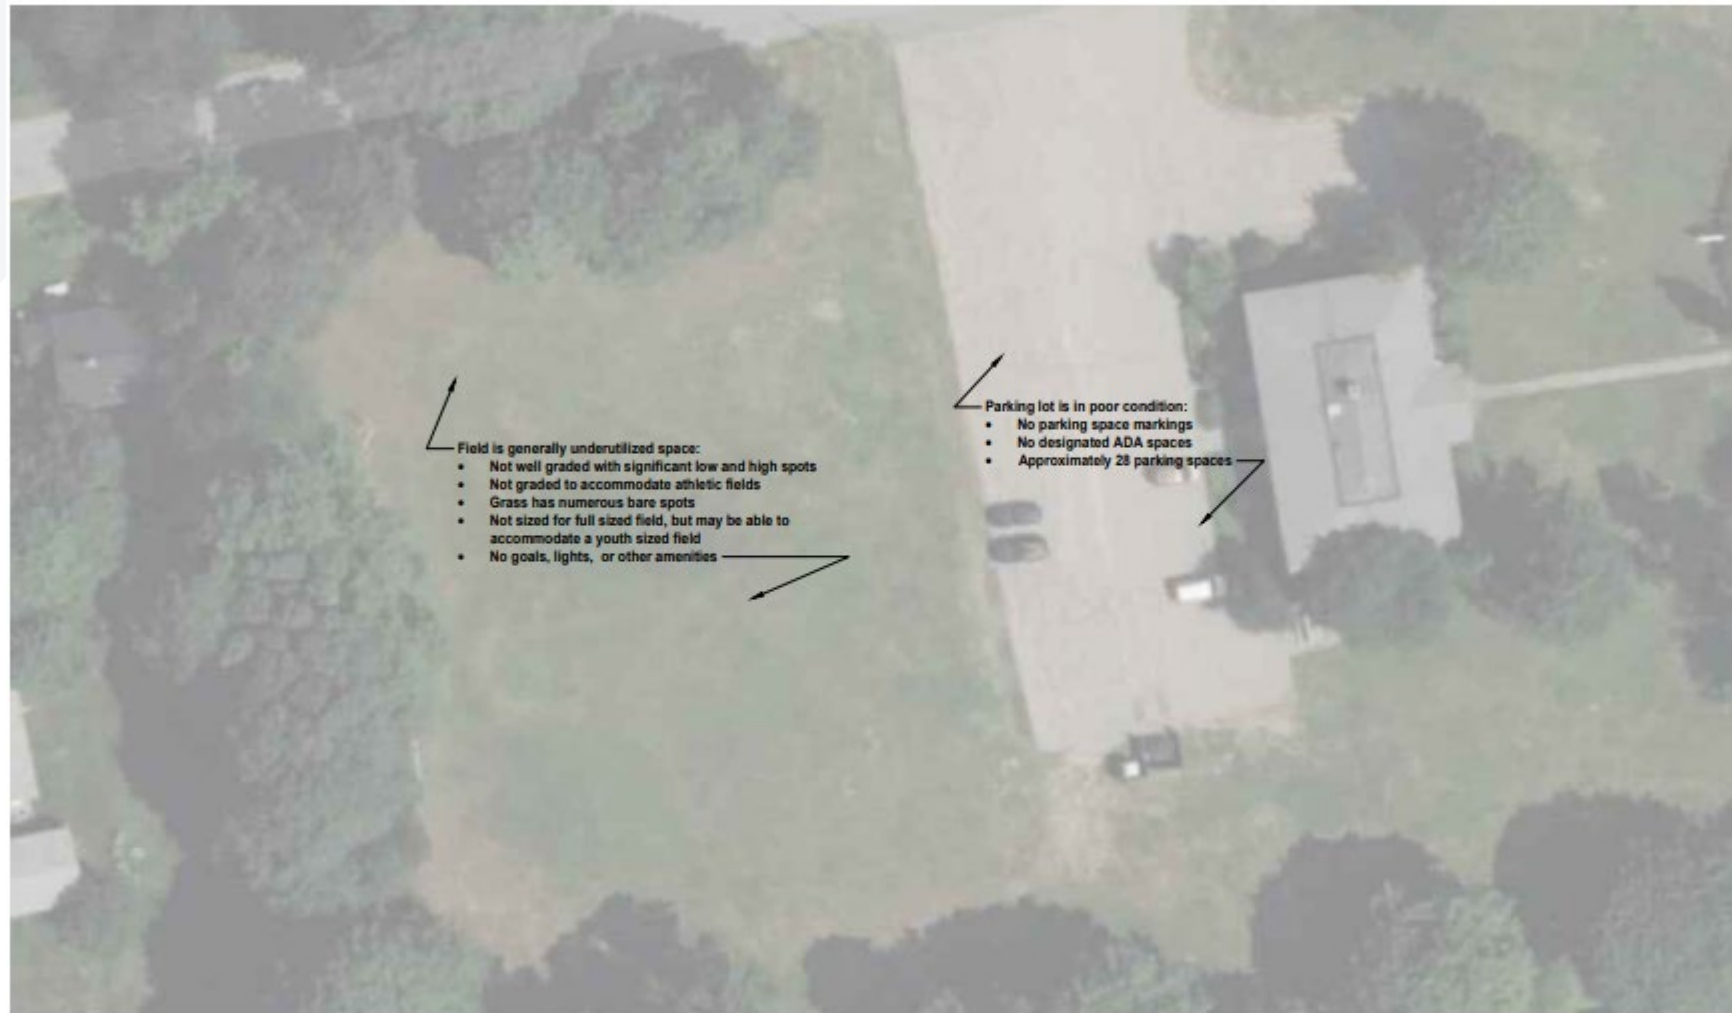 Field is generally underutilized space:
• Not well graded with significant low and high spots
• Not graded to accommodate athletic fields
• Grass has numerous bare spots
• Not sized for full sized field, but may be able to
accommodate a youth sized field
• No goals, lights, or other amenities
Parking lot is in poor condition:
• No parking space markings
• No designated ADA spaces
• Approximately 28 parking spaces